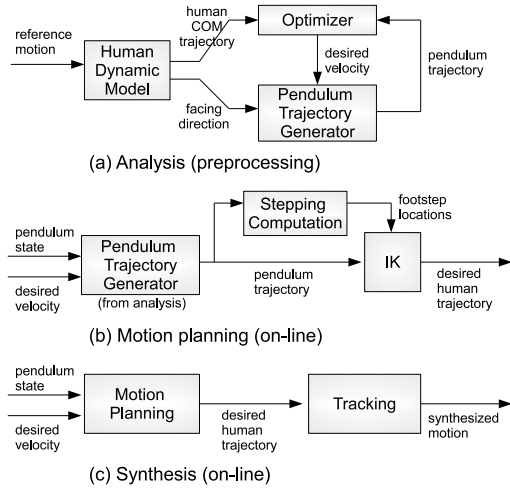 reference
motion
Human
Dynamic
Model
human
COM
trajectory
facing
direction
Optimizer
desired
velocity
Pendulum
Trajectory
Generator
pendulum
trajectory
(a) Analysis (preprocessing)
pendulum
state
desired
velocity
Pendulum
Trajectory
Generator
(from analysis)
Stepping
Computation
footstep
locations
pendulum
trajectory
IK
desired
human
trajectory
(b) Motion planning (on-line)
pendulum
state
desired
velocity
Motion
Planning
desired
human
trajectory
Tracking
synthesized
motion
(c) Synthesis (on-line)